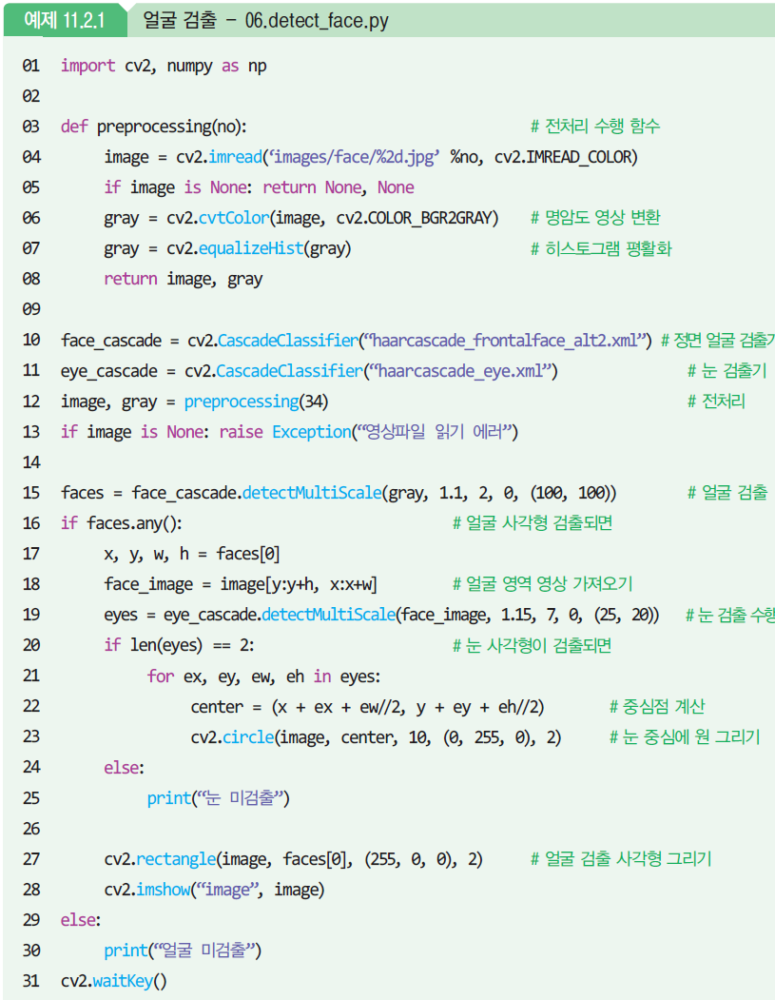 예제 11.2.1 얼굴 검출 - 06.detect_face.py
01 import cv2, numpy as np
02
03 def preprocessing(no): # 전처리 수행 함수
04     image = cv2.imread(‘images/face/%2d.jpg’ %no, cv2.IMREAD_COLOR)
05     if image is None: return None, None
06     gray = cv2.cvtColor(image, cv2.COLOR_BGR2GRAY) # 명암도 영상 변환
07     gray = cv2.equalizeHist(gray) # 히스토그램 평활화
08     return image, gray
09
10 face_cascade = cv2.CascadeClassifier(“haarcascade_frontalface_alt2.xml”) # 정면 얼굴 검출기
11 eye_cascade = cv2.CascadeClassifier(“haarcascade_eye.xml”) # 눈 검출기
12 image, gray = preprocessing(34) # 전처리
13 if image is None: raise Exception(“영상파일 읽기 에러”)
14
15 faces = face_cascade.detectMultiScale(gray, 1.1, 2, 0, (100, 100)) # 얼굴 검출
16 if faces.any(): # 얼굴 사각형 검출되면
17     x, y, w, h = faces[0]
18     face_image = image[y:y+h, x:x+w] # 얼굴 영역 영상 가져오기
19     eyes = eye_cascade.detectMultiScale(face_image, 1.15, 7, 0, (25, 20)) # 눈 검출 수행
20     if len(eyes) == 2: # 눈 사각형이 검출되면
21         for ex, ey, ew, eh in eyes:
22             center = (x + ex + ew//2, y + ey + eh//2) # 중심점 계산
23             cv2.circle(image, center, 10, (0, 255, 0), 2) # 눈 중심에 원 그리기
24     else:
25         print(“눈 미검출”)
26
27     cv2.rectangle(image, faces[0], (255, 0, 0), 2) # 얼굴 검출 사각형 그리기
28     cv2.imshow(“image”, image)
29 else:
30     print(“얼굴 미검출”)
31 cv2.waitKey()